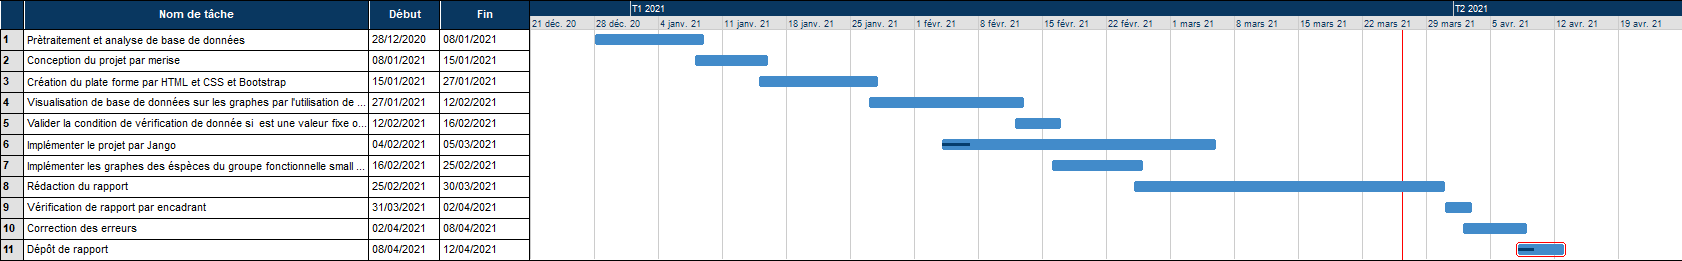 Nom de tâche Début Fin
T1 2021 T2 2021
21 déc. 20 28 déc. 20 4 janv. 21 11 janv. 21 18 janv. 21 25 janv. 21 1 févr. 21 8 févr. 21 15 févr. 21 22 févr. 21 1 mars 21 8 mars 21 15 mars 21 22 mars 21 29 mars 21 5 avr. 21 12 avr. 21 19 avr. 21
1 Prètraitement et analyse de base de données 28/12/2020 08/01/2021
2 Conception du projet par merise 08/01/2021 15/01/2021
3 Création du plate forme par HTML et CSS et Bootstrap 15/01/2021 27/01/2021
4 Visualisation de base de données sur les graphes par l'utilisation de ... 27/01/2021 12/02/2021
5 Valider la condition de vérification de donnée si est une valeur fixe o... 12/02/2021 16/02/2021
6 Implémenter le projet par Jango 04/02/2021 05/03/2021
7 Implémenter les graphes des éspèces du groupe fonctionnelle small ... 16/02/2021 25/02/2021
8 Rédaction du rapport 25/02/2021 30/03/2021
9 Vérification de rapport par encadrant 31/03/2021 02/04/2021
10 Correction des erreurs 02/04/2021 08/04/2021
11 Dépôt de rapport 08/04/2021 12/04/2021